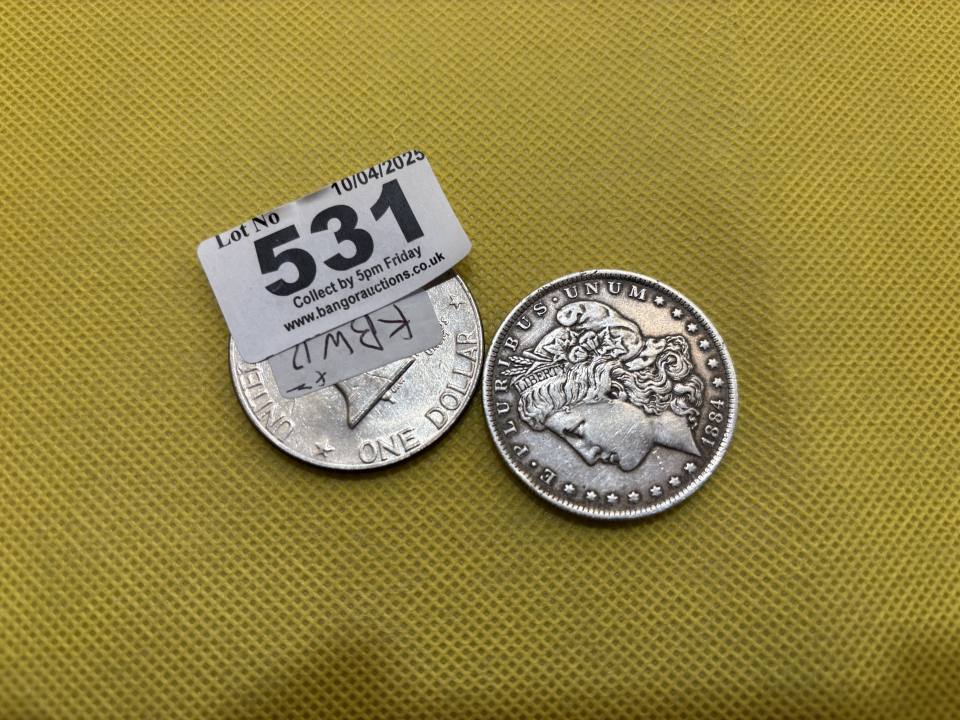 Lot No 10/04/2025
531
Collect by 5pm Friday
www.bangorauctions.co.uk
UNITED
ONE DOLLAR
E·PLURIBUS·UNUM
LIBERTY
1884